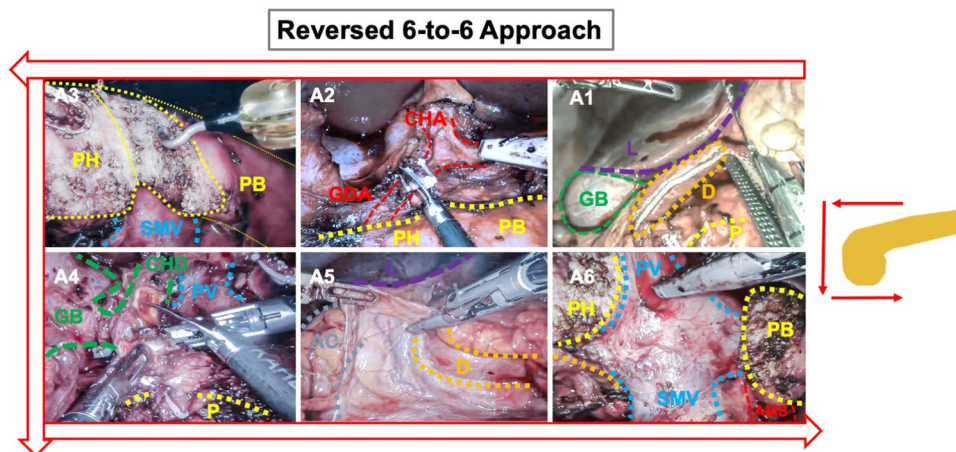 Reversed 6-to-6 Approach
A3
PH
PB
SMV
A2
CHA
GDA
PH
PB
A1
L
GB
D
P
A4
CHD
GB
PV
P
A5
L
AC
D
A6
PV
PH
PB
SMV
AMS